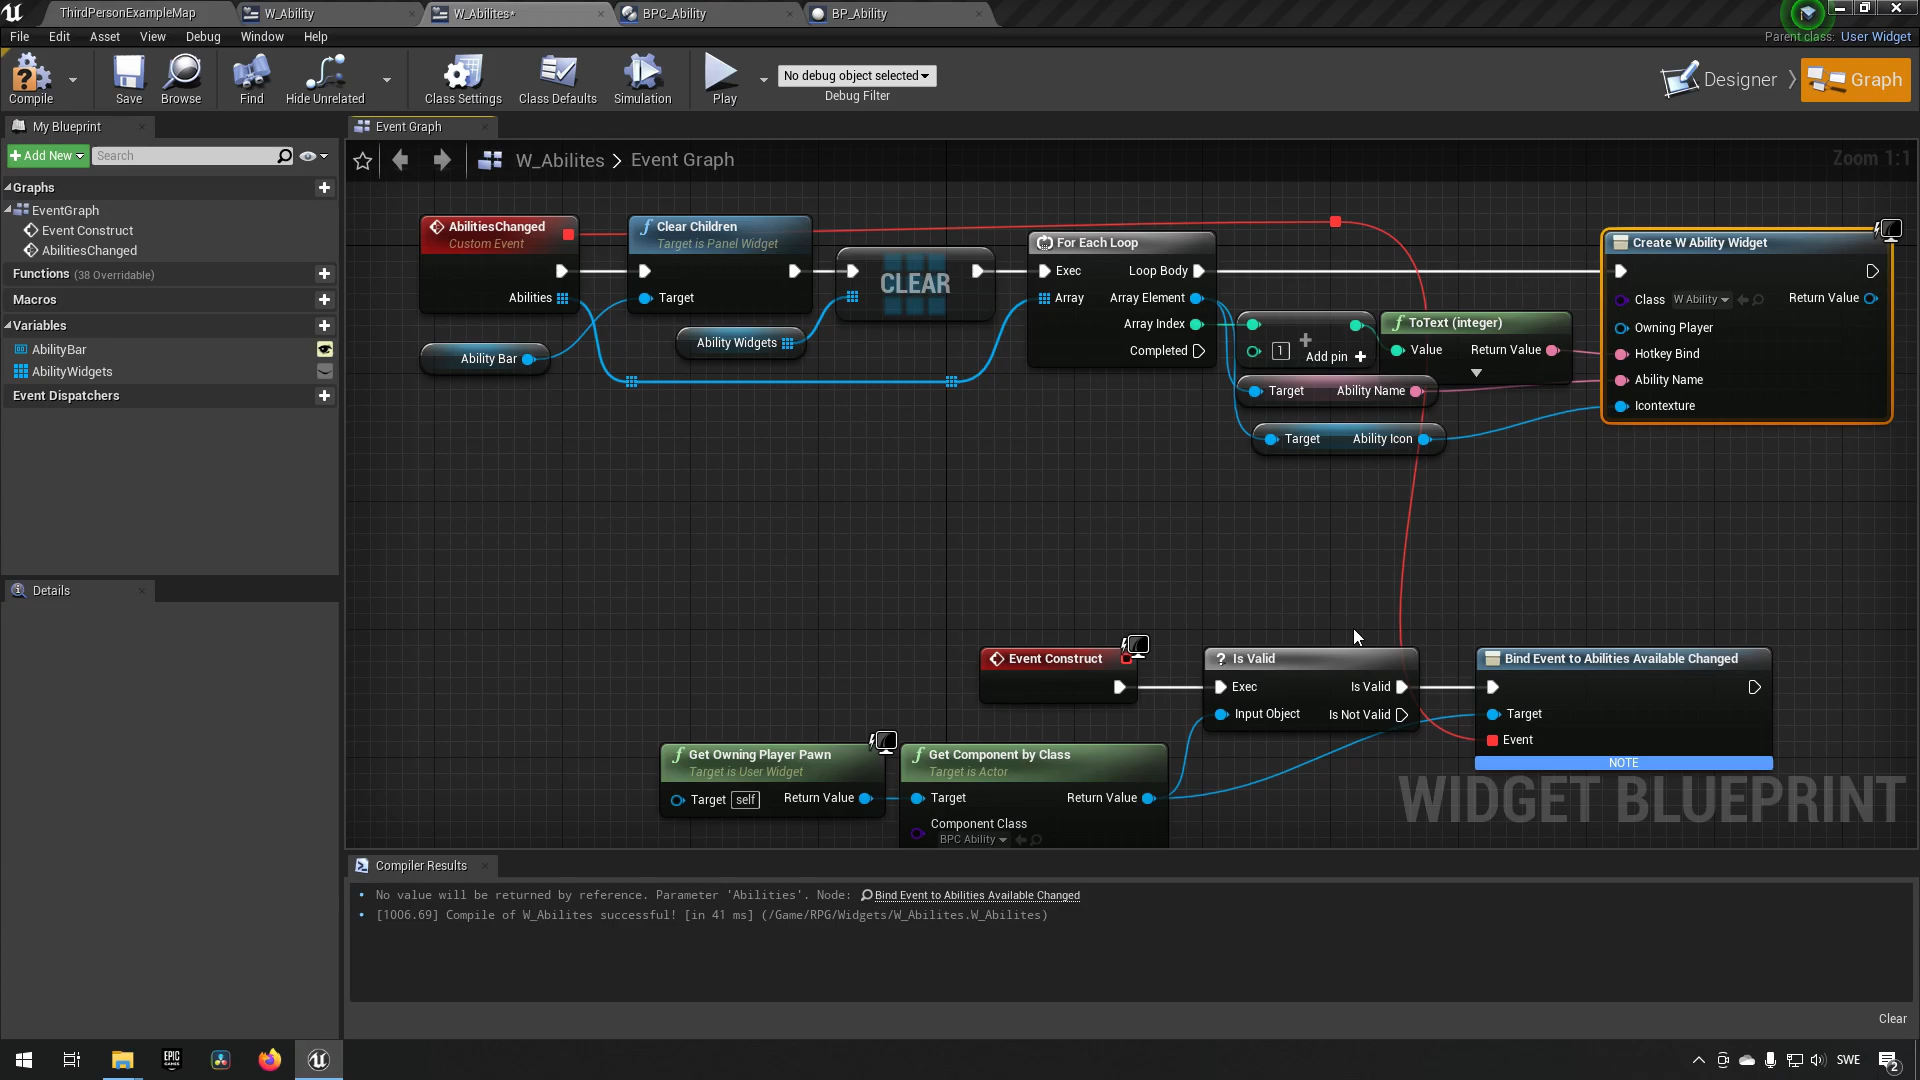 ThirdPersonExampleMap
W_Ability
W_Abilites*
BPC_Ability
BP_Ability
File
Edit
Asset
View
Debug
Window
Help
Parent class: User Widget
Compile
Save
Browse
Find
Hide Unrelated
Class Settings
Class Defaults
Simulation
Play
No debug object selected
Debug Filter
Designer
Graph
My Blueprint
Event Graph
+ Add New
Search
W_Abilites > Event Graph
Zoom 1:1
Graphs
EventGraph
Event Construct
AbilitiesChanged
Functions (38 Overridable)
Macros
Variables
AbilityBar
AbilityWidgets
Event Dispatchers
Details
AbilitiesChanged
Custom Event
Abilities
Ability Bar
f Clear Children
Target is Panel Widget
Target
Ability Widgets
CLEAR
For Each Loop
Exec
Loop Body
Array
Array Element
Array Index
Completed
1
Add pin +
f ToText (integer)
Value
Return Value
Target
Ability Name
Target
Ability Icon
Create W Ability Widget
Class
W Ability
Return Value
Owning Player
Hotkey Bind
Ability Name
Icontexture
Event Construct
? Is Valid
Exec
Is Valid
Input Object
Is Not Valid
Bind Event to Abilities Available Changed
Target
Event
NOTE
f Get Owning Player Pawn
Target is User Widget
Target
self
Return Value
f Get Component by Class
Target is Actor
Target
Return Value
Component Class
BPC Ability
WIDGET BLUEPRINT
Compiler Results
No value will be returned by reference. Parameter 'Abilities'. Node: Bind Event to Abilities Available Changed
[1006.69] Compile of W_Abilites successful! [in 41 ms] (/Game/RPG/Widgets/W_Abilites.W_Abilites)
Clear
EPIC
GAMES
SWE
2